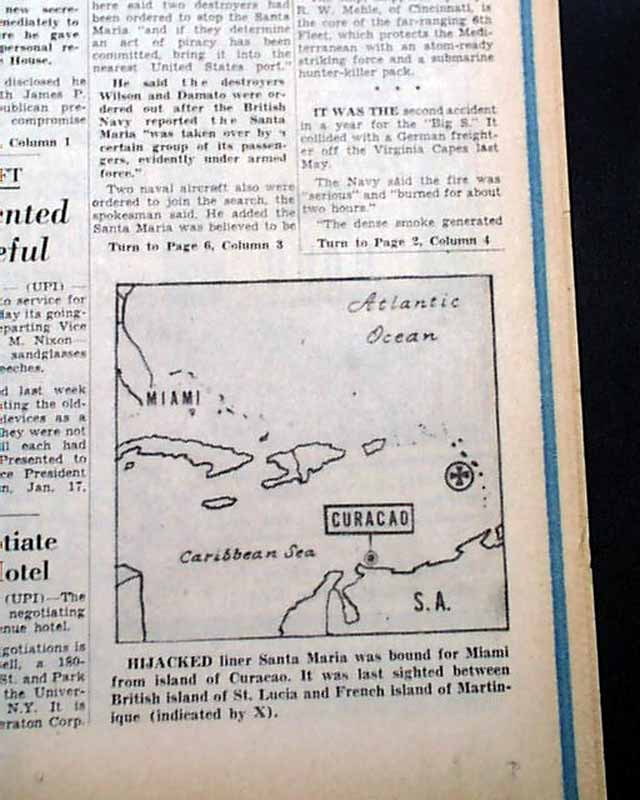 new secre-
mediately to
re he gave
personal re-
House.
disclosed he
th James P.
publican pre-
compromise
, Column 1
FT
ented
eful
— (UPI) —
to service for
day its going-
eparting Vice
M. Nixon—
sandglasses
eeches.
ed last week
ating the old-
devices as a
they were not
ll each had
Presented to
ce President
n, Jan. 17,
tiate
Hotel
(UPI)—The
negotiating
enue hotel.
egotiations is
ell, a 180-
St. and Park
the Univer-
N.Y. It is
eraton Corp.
here said two destroyers had
been ordered to stop the Santa
Maria "and if they determine
an act of piracy has been
committed, bring it into the
nearest United States port."
He said the destroyers
Wilson and Damato were or-
dered out after the British
Navy reported the Santa
Maria "was taken over by a
certain group of its passen-
gers, evidently under armed
force."
Two naval aircraft also were
ordered to join the search, the
spokesman said. He added the
Santa Maria was believed to be
Turn to Page 6, Column 3
R. W. Mehle, of Cincinnati, is
the core of the far-ranging 6th
Fleet, which protects the Medi-
terranean with an atom-ready
striking force and a submarine
hunter-killer pack.
* * *
IT WAS THE second accident
in a year for the "Big S." It
collided with a German freight-
er off the Virginia Capes last
May.
The Navy said the fire was
"serious" and "burned for about
two hours."
"The dense smoke generated
Turn to Page 2, Column 4
Atlantic
Ocean
MIAMI
CURACAO
Caribbean Sea
S.A.
HIJACKED liner Santa Maria was bound for Miami
from island of Curacao. It was last sighted between
British island of St. Lucia and French island of Martin-
ique (indicated by X).